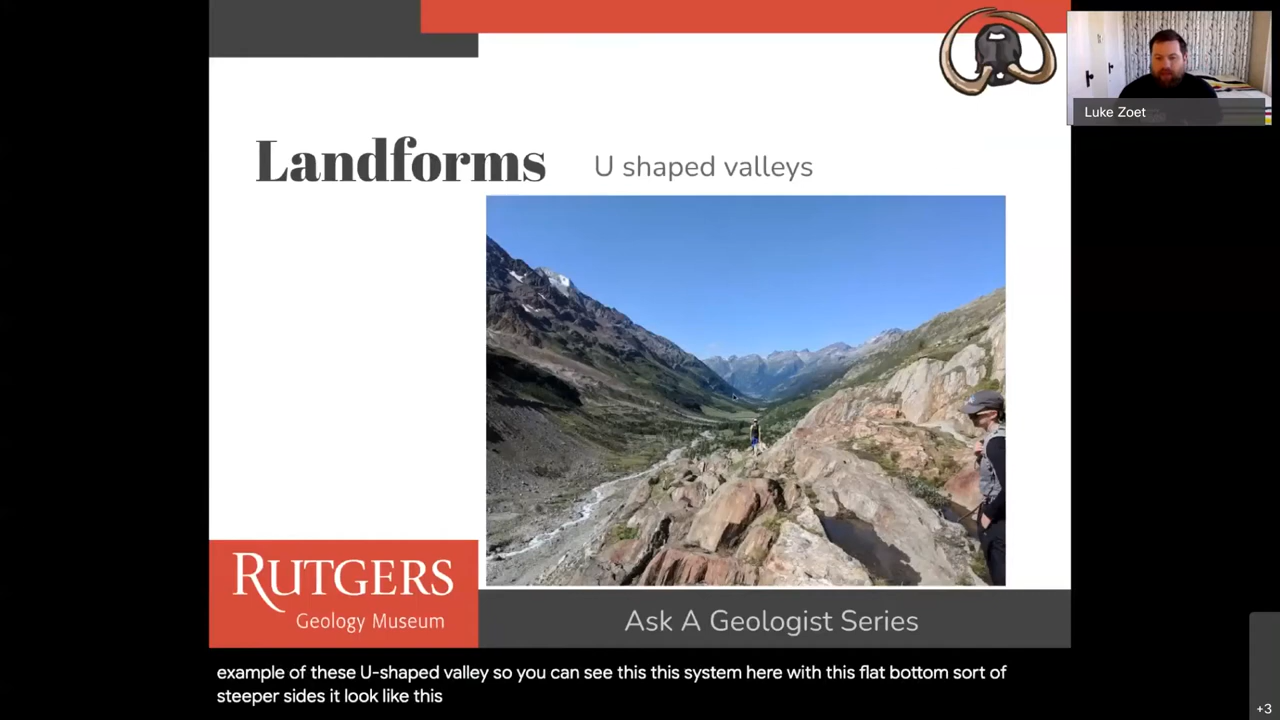 Luke Zoet
Landforms
U shaped valleys
RUTGERS
Geology Museum
Ask A Geologist Series
example of these U-shaped valley so you can see this this system here with this flat bottom sort of
steeper sides it look like this
+3